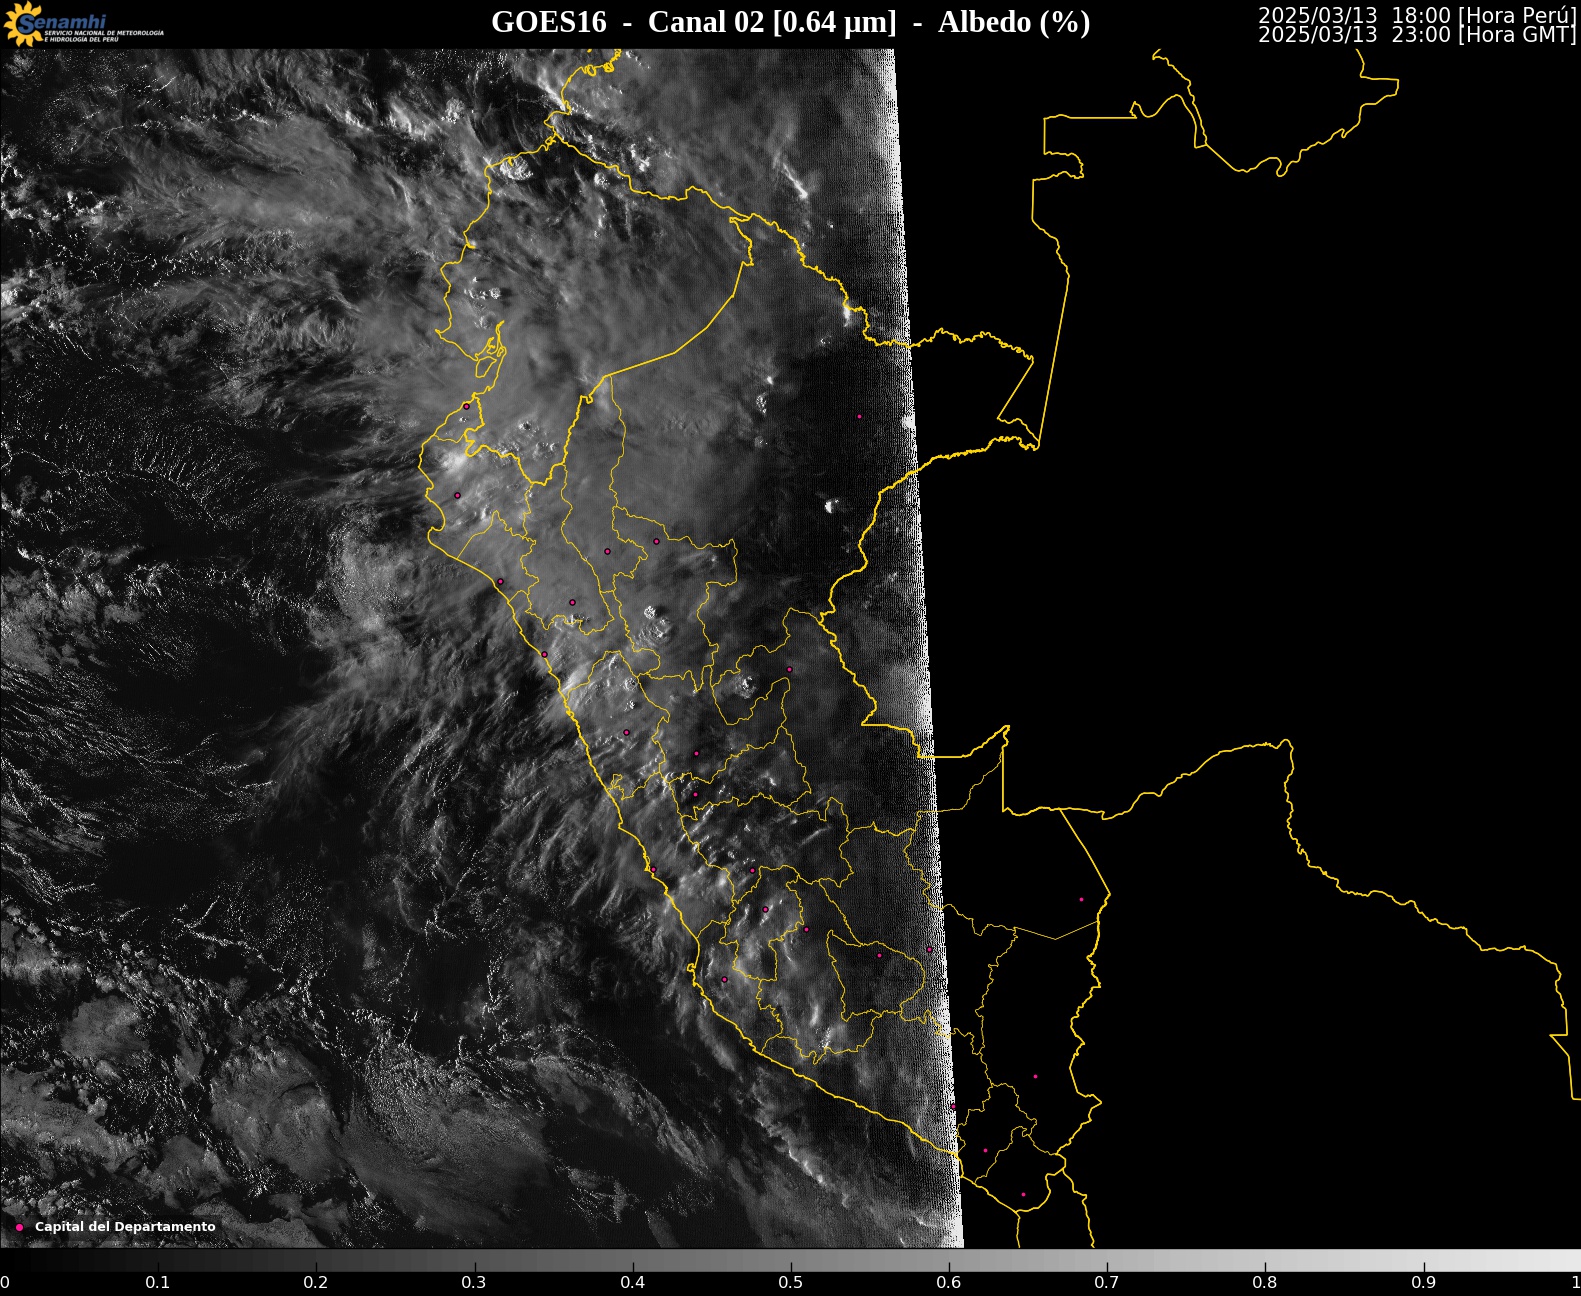 Senamhi
SERVICIO NACIONAL DE METEOROLOGÍA
E HIDROLOGÍA DEL PERÚ
GOES16 - Canal 02 [0.64 µm] - Albedo (%)
2025/03/13 18:00 [Hora Perú]
2025/03/13 23:00 [Hora GMT]
Capital del Departamento
0 0.1 0.2 0.3 0.4 0.5 0.6 0.7 0.8 0.9 1